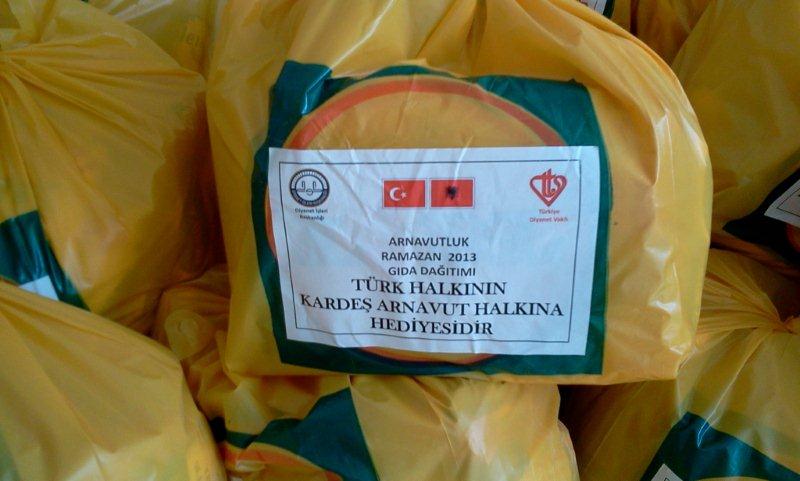 Diyanet İşleri
Başkanlığı
Türkiye
Diyanet Vakfı
ARNAVUTLUK
RAMAZAN 2013
GIDA DAĞITIMI
TÜRK HALKININ
KARDEŞ ARNAVUT HALKINA
HEDİYESİDİR